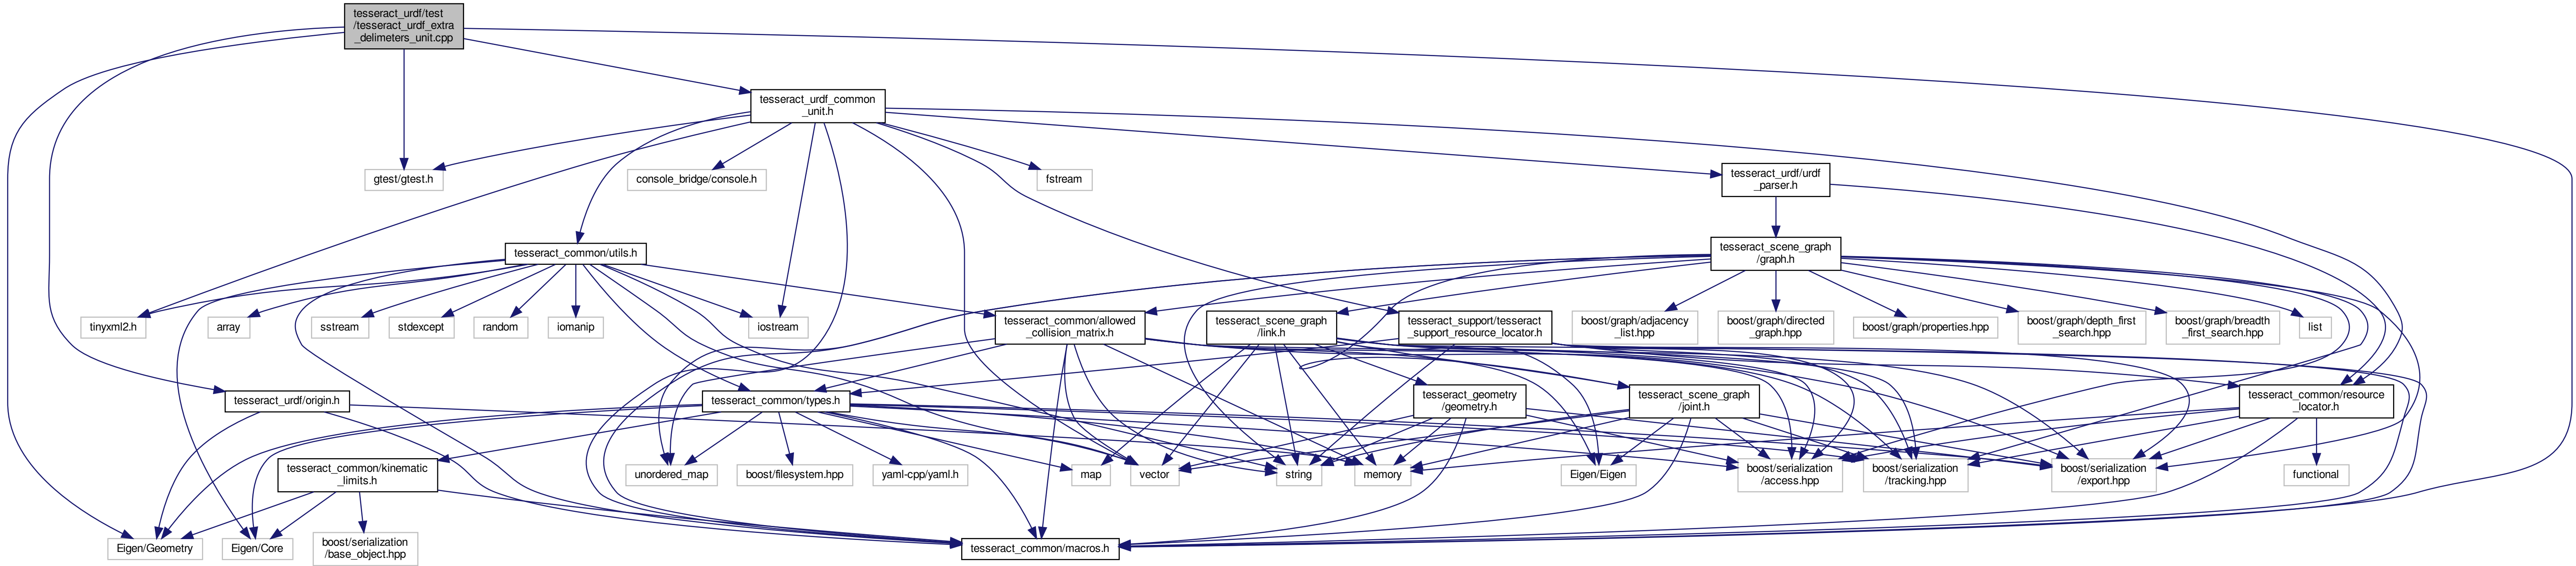 tesseract_urdf/test
/tesseract_urdf_extra
_delimeters_unit.cpp
tesseract_urdf_common
_unit.h
gtest/gtest.h
console_bridge/console.h
fstream
tesseract_urdf/urdf
_parser.h
tesseract_common/utils.h
tesseract_scene_graph
/graph.h
tinyxml2.h
array
sstream
stdexcept
random
iomanip
iostream
tesseract_common/allowed
_collision_matrix.h
tesseract_scene_graph
/link.h
tesseract_support/tesseract
_support_resource_locator.h
boost/graph/adjacency
_list.hpp
boost/graph/directed
_graph.hpp
boost/graph/properties.hpp
boost/graph/depth_first
_search.hpp
boost/graph/breadth
_first_search.hpp
list
tesseract_urdf/origin.h
tesseract_common/types.h
tesseract_geometry
/geometry.h
tesseract_scene_graph
/joint.h
tesseract_common/resource
_locator.h
tesseract_common/kinematic
_limits.h
unordered_map
boost/filesystem.hpp
yaml-cpp/yaml.h
map
vector
string
memory
Eigen/Eigen
boost/serialization
/access.hpp
boost/serialization
/tracking.hpp
boost/serialization
/export.hpp
functional
Eigen/Geometry
Eigen/Core
boost/serialization
/base_object.hpp
tesseract_common/macros.h